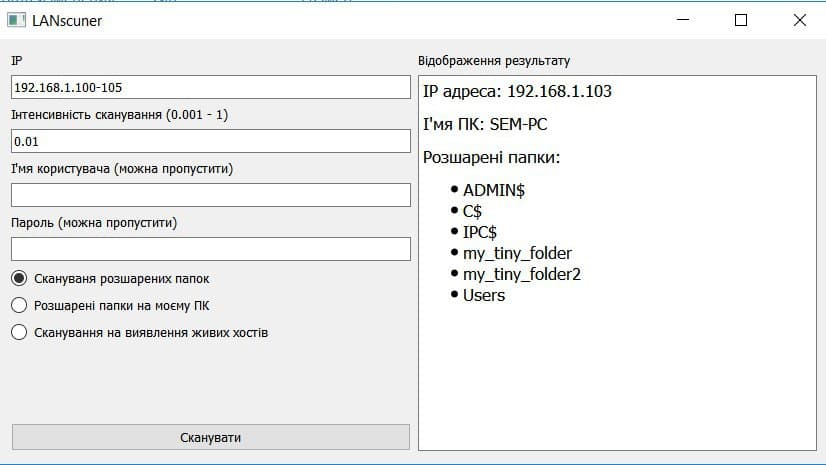 LANscuner
IP
192.168.1.100-105
Інтенсивність сканування (0.001 - 1)
0.01
І'мя користувача (можна пропустити)
Пароль (можна пропустити)
Скануваня розшарених папок
Розшарені папки на моєму ПК
Сканування на виявлення живих хостів
Сканувати
Відображення результату
IP адреса: 192.168.1.103
І'мя ПК: SEM-PC
Розшарені папки:
ADMIN$
C$
IPC$
my_tiny_folder
my_tiny_folder2
Users